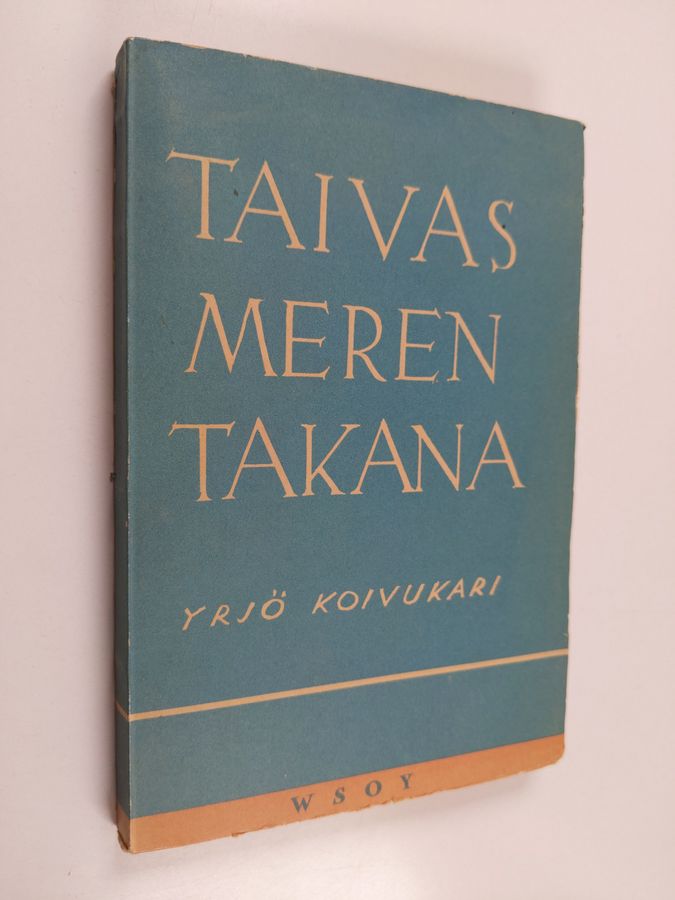 TAIVAS
MEREN
TAKANA
YRJÖ KOIVUKARI
WSOY